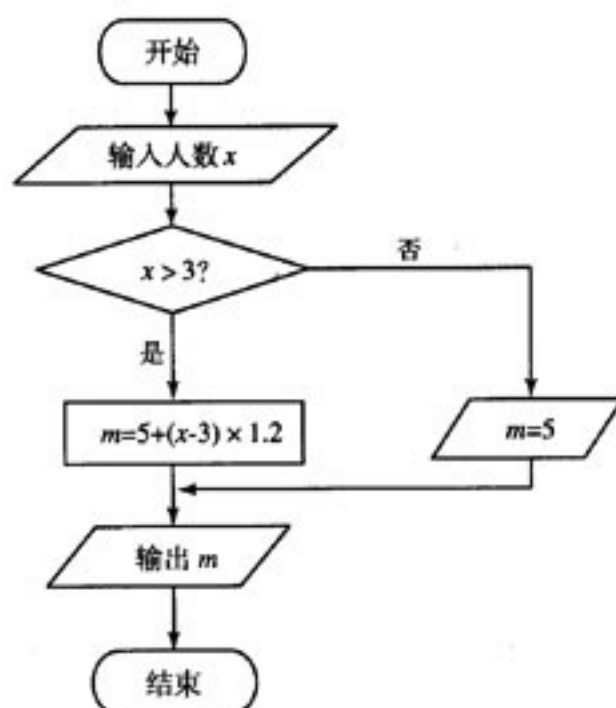 开始
输入人数 x
x > 3?
否
是
m=5+(x-3) × 1.2
m=5
输出 m
结束